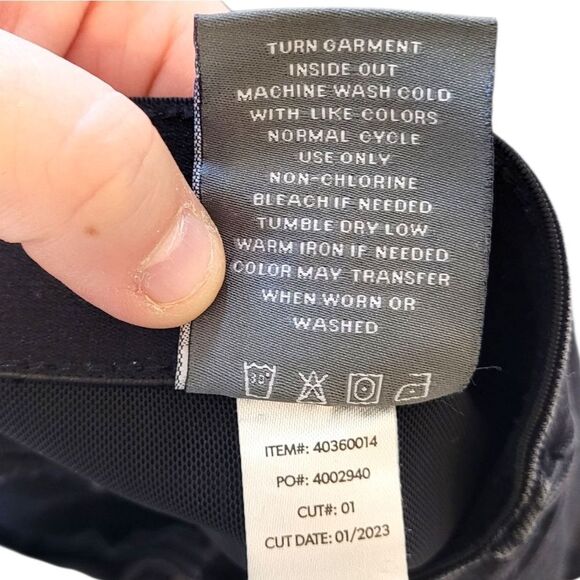 TURN GARMENT
INSIDE OUT
MACHINE WASH COLD
WITH LIKE COLORS
NORMAL CYCLE
USE ONLY
NON-CHLORINE
BLEACH IF NEEDED
TUMBLE DRY LOW
WARM IRON IF NEEDED
COLOR MAY TRANSFER
WHEN WORN OR
WASHED
30°
ITEM#: 40360014
PO#: 4002940
CUT#: 01
CUT DATE: 01/2023